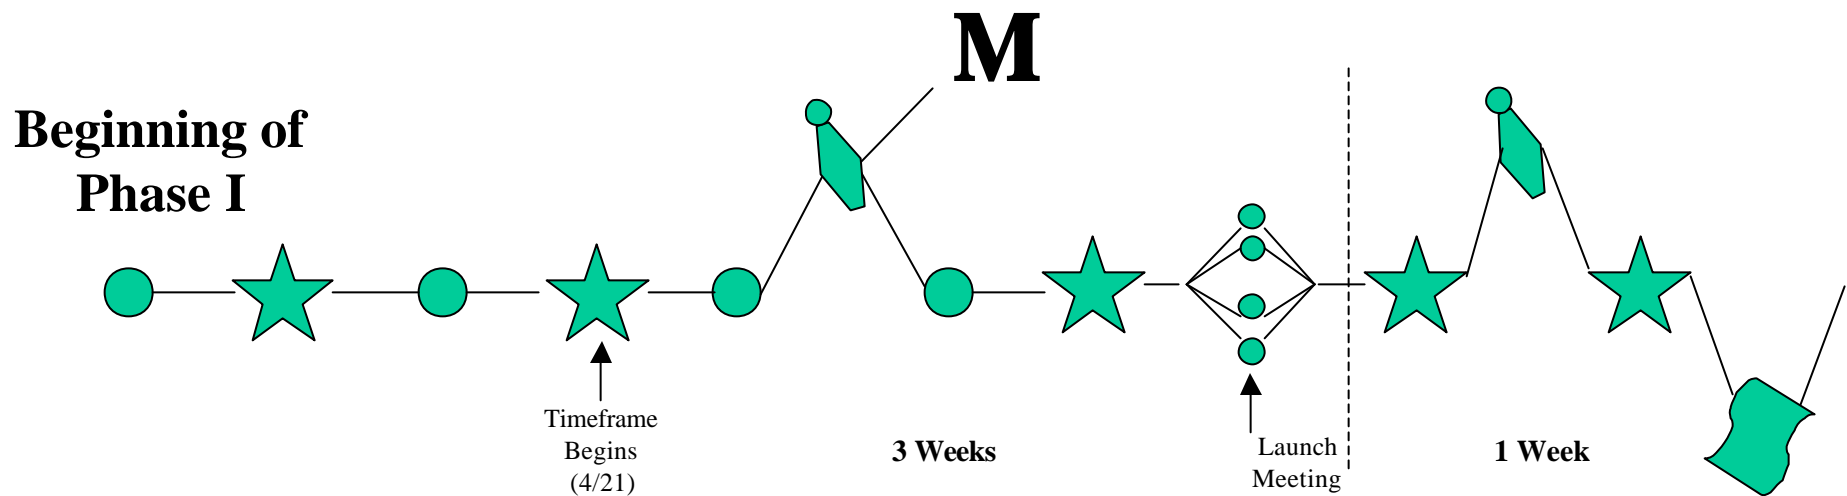 M
Beginning of
Phase I
Timeframe
Begins
(4/21)
3 Weeks
Launch
Meeting
1 Week